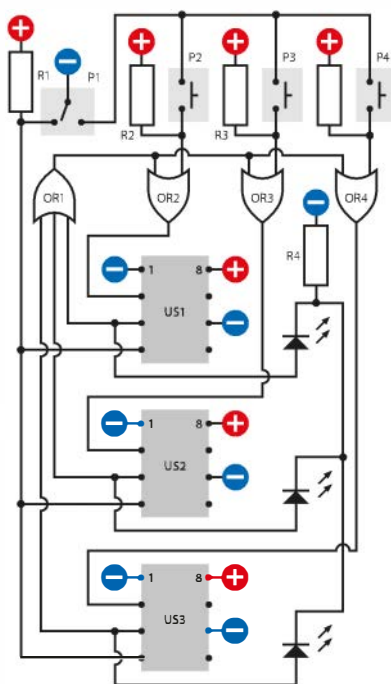 + + + +
R1 − P1 P2 P3 P4
R2 R3
OR1 OR2 OR3 OR4
−
R4
− 1 8 +
US1 −
− 1 8 +
US2 −
− 1 8 +
US3 −